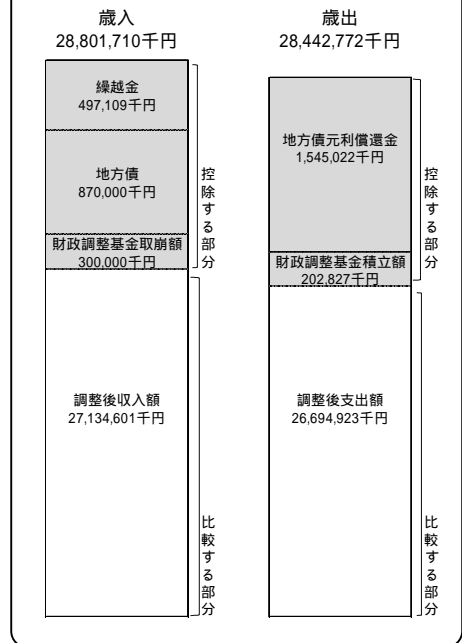 歳入
28,801,710千円
繰越金
497,109千円
地方債
870,000千円
財政調整基金取崩額
300,000千円
控除する部分
調整後収入額
27,134,601千円
比較する部分
歳出
28,442,772千円
地方債元利償還金
1,545,022千円
財政調整基金積立額
202,827千円
控除する部分
調整後支出額
26,694,923千円
比較する部分